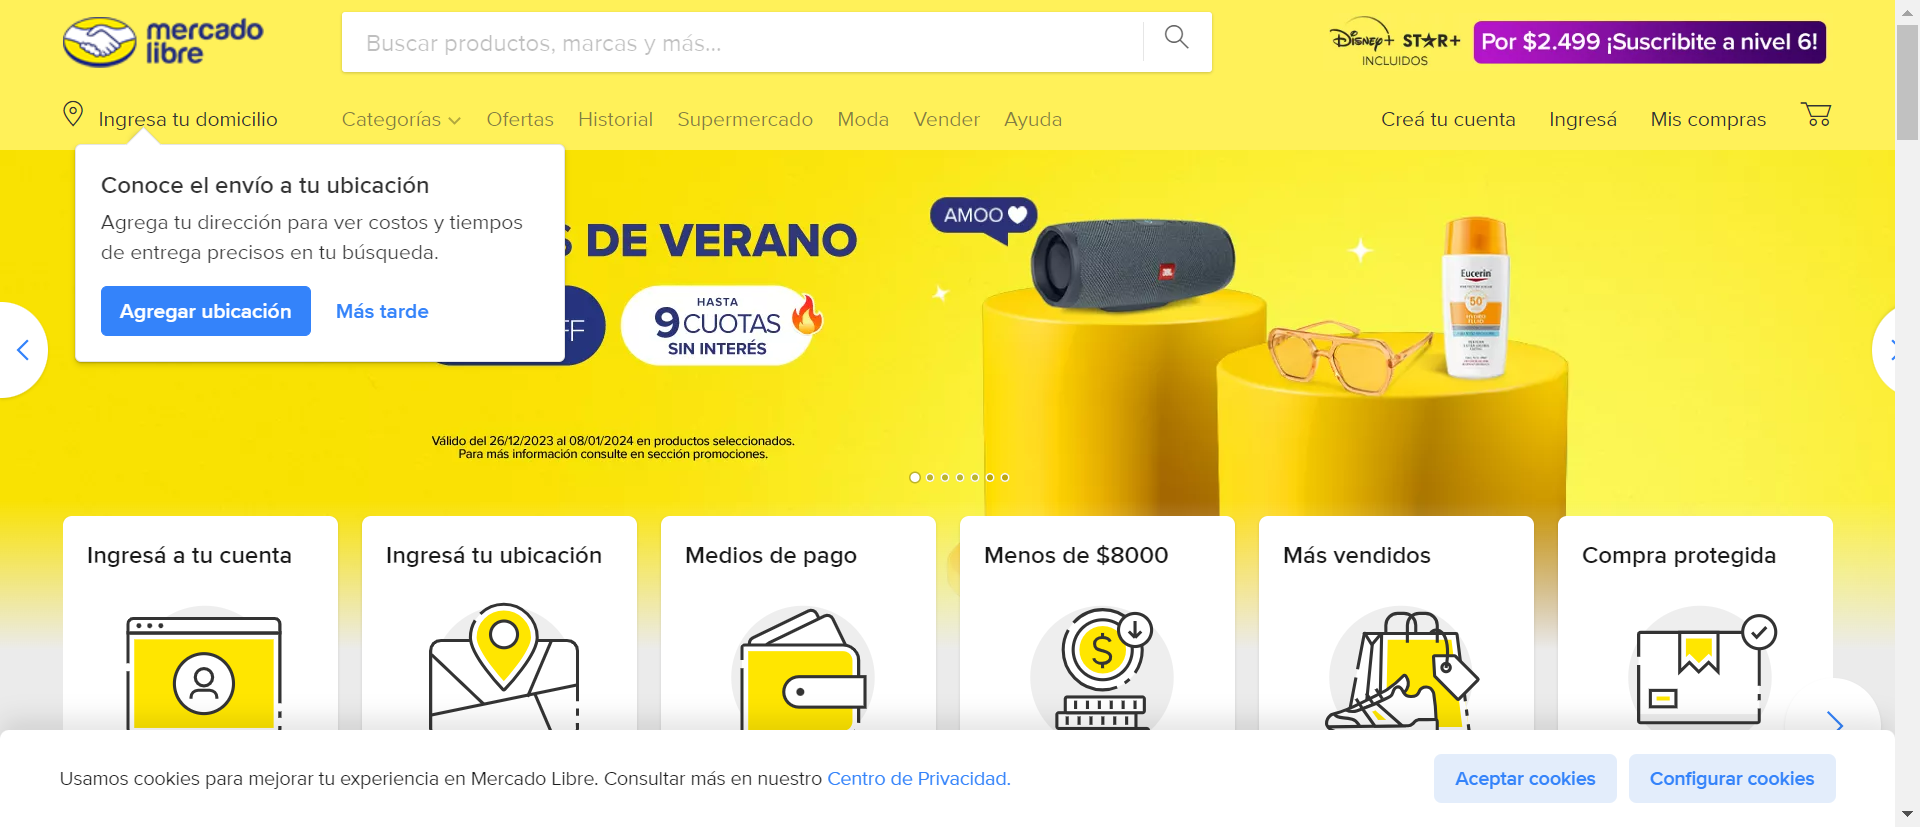 mercado
libre
Buscar productos, marcas y más...
Disney+ STAR+
INCLUIDOS
Por $2.499 ¡Suscribite a nivel 6!
Ingresa tu domicilio
Categorías
Ofertas
Historial
Supermercado
Moda
Vender
Ayuda
Creá tu cuenta
Ingresá
Mis compras
Conoce el envío a tu ubicación
Agrega tu dirección para ver costos y tiempos
de entrega precisos en tu búsqueda.
Agregar ubicación
Más tarde
S DE VERANO
FF
HASTA
9 CUOTAS
SIN INTERÉS
AMOO
JBL
Eucerin
50+
Válido del 26/12/2023 al 08/01/2024 en productos seleccionados.
Para más información consulte en sección promociones.
Ingresá a tu cuenta
Ingresá tu ubicación
Medios de pago
Menos de $8000
Más vendidos
Compra protegida
$
Usamos cookies para mejorar tu experiencia en Mercado Libre. Consultar más en nuestro Centro de Privacidad.
Aceptar cookies
Configurar cookies